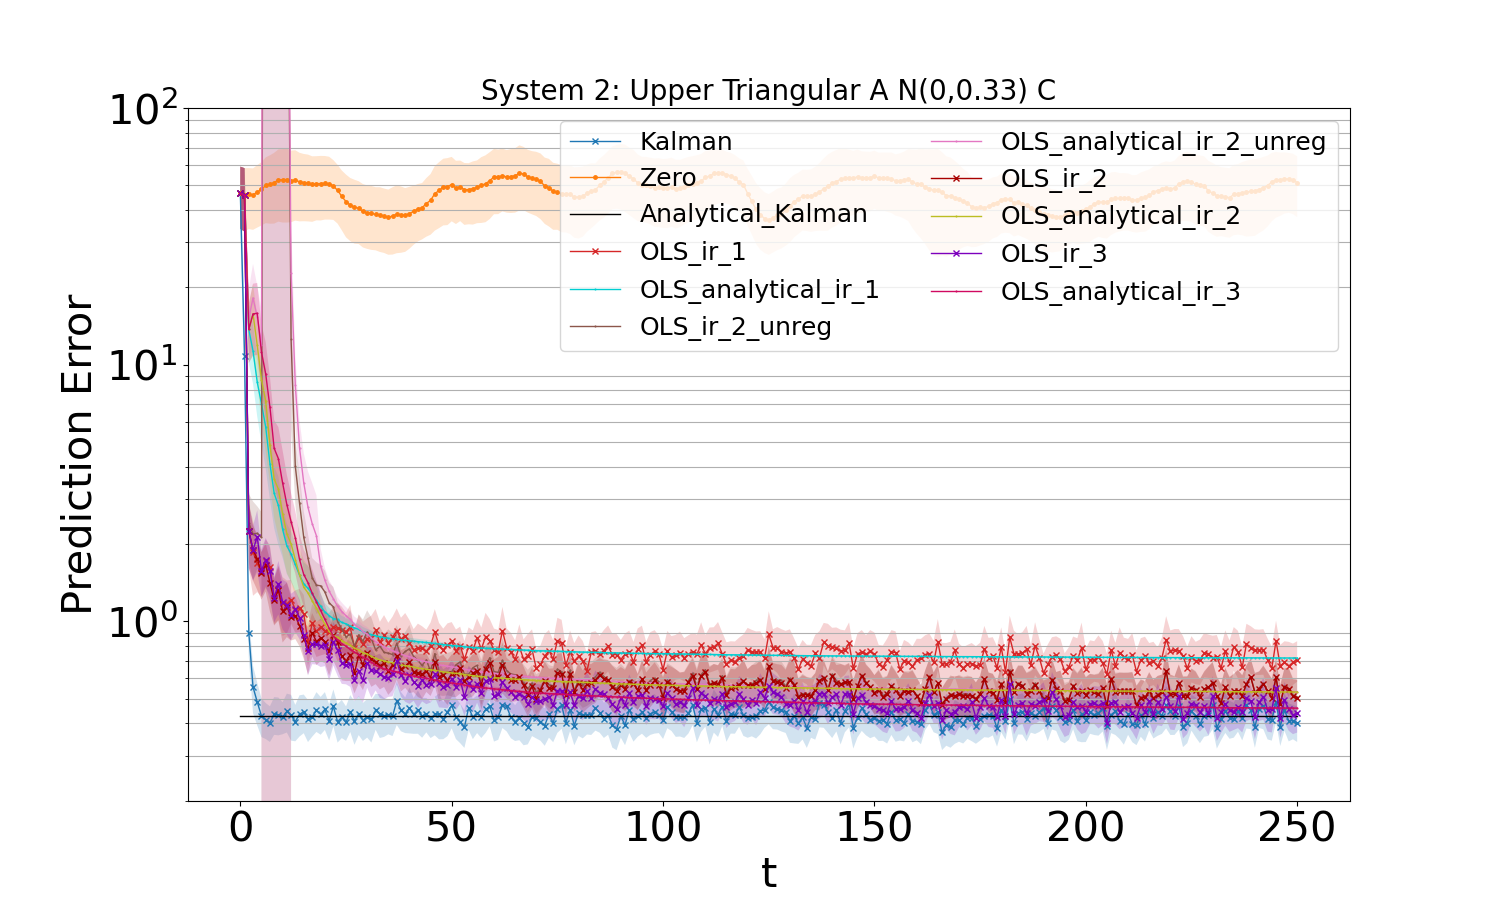 System 2: Upper Triangular A N(0,0.33) C
10²
10¹
10⁰
Prediction Error
Kalman
Zero
Analytical_Kalman
OLS_ir_1
OLS_analytical_ir_1
OLS_ir_2_unreg
OLS_analytical_ir_2_unreg
OLS_ir_2
OLS_analytical_ir_2
OLS_ir_3
OLS_analytical_ir_3
0 50 100 150 200 250
t